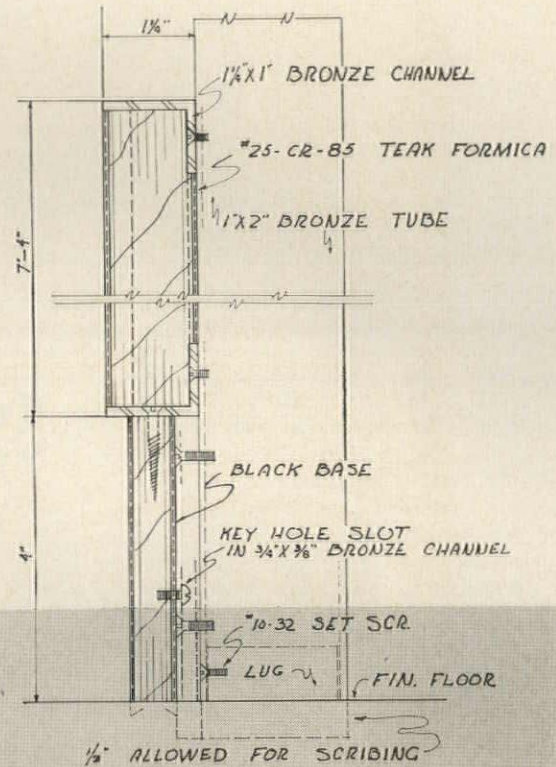 1⅝"
1¼"X1" BRONZE CHANNEL
#25-CR-85 TEAK FORMICA
1"X2" BRONZE TUBE
7'-4"
BLACK BASE
4"
KEY HOLE SLOT
IN ¾"X⅜" BRONZE CHANNEL
#10-32 SET SCR.
LUG
FIN. FLOOR
½" ALLOWED FOR SCRIBING